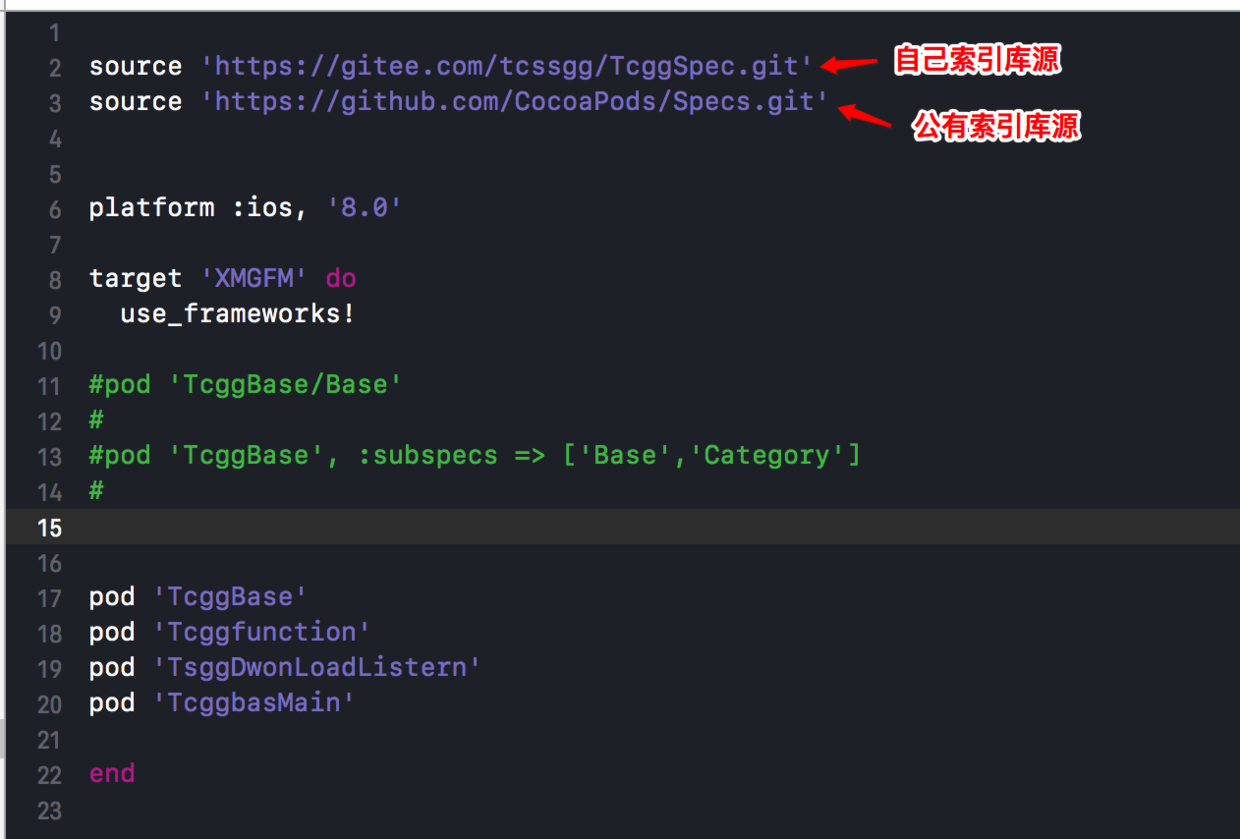 1
2 source 'https://gitee.com/tcssgg/TcggSpec.git' 自己索引库源
3 source 'https://github.com/CocoaPods/Specs.git' 公有索引库源
4
5
6 platform :ios, '8.0'
7
8 target 'XMGFM' do
9 use_frameworks!
10
11 #pod 'TcggBase/Base'
12 #
13 #pod 'TcggBase', :subspecs => ['Base','Category']
14 #
15
16
17 pod 'TcggBase'
18 pod 'Tcggfunction'
19 pod 'TsggDwonLoadListern'
20 pod 'TcggbasMain'
21
22 end
23